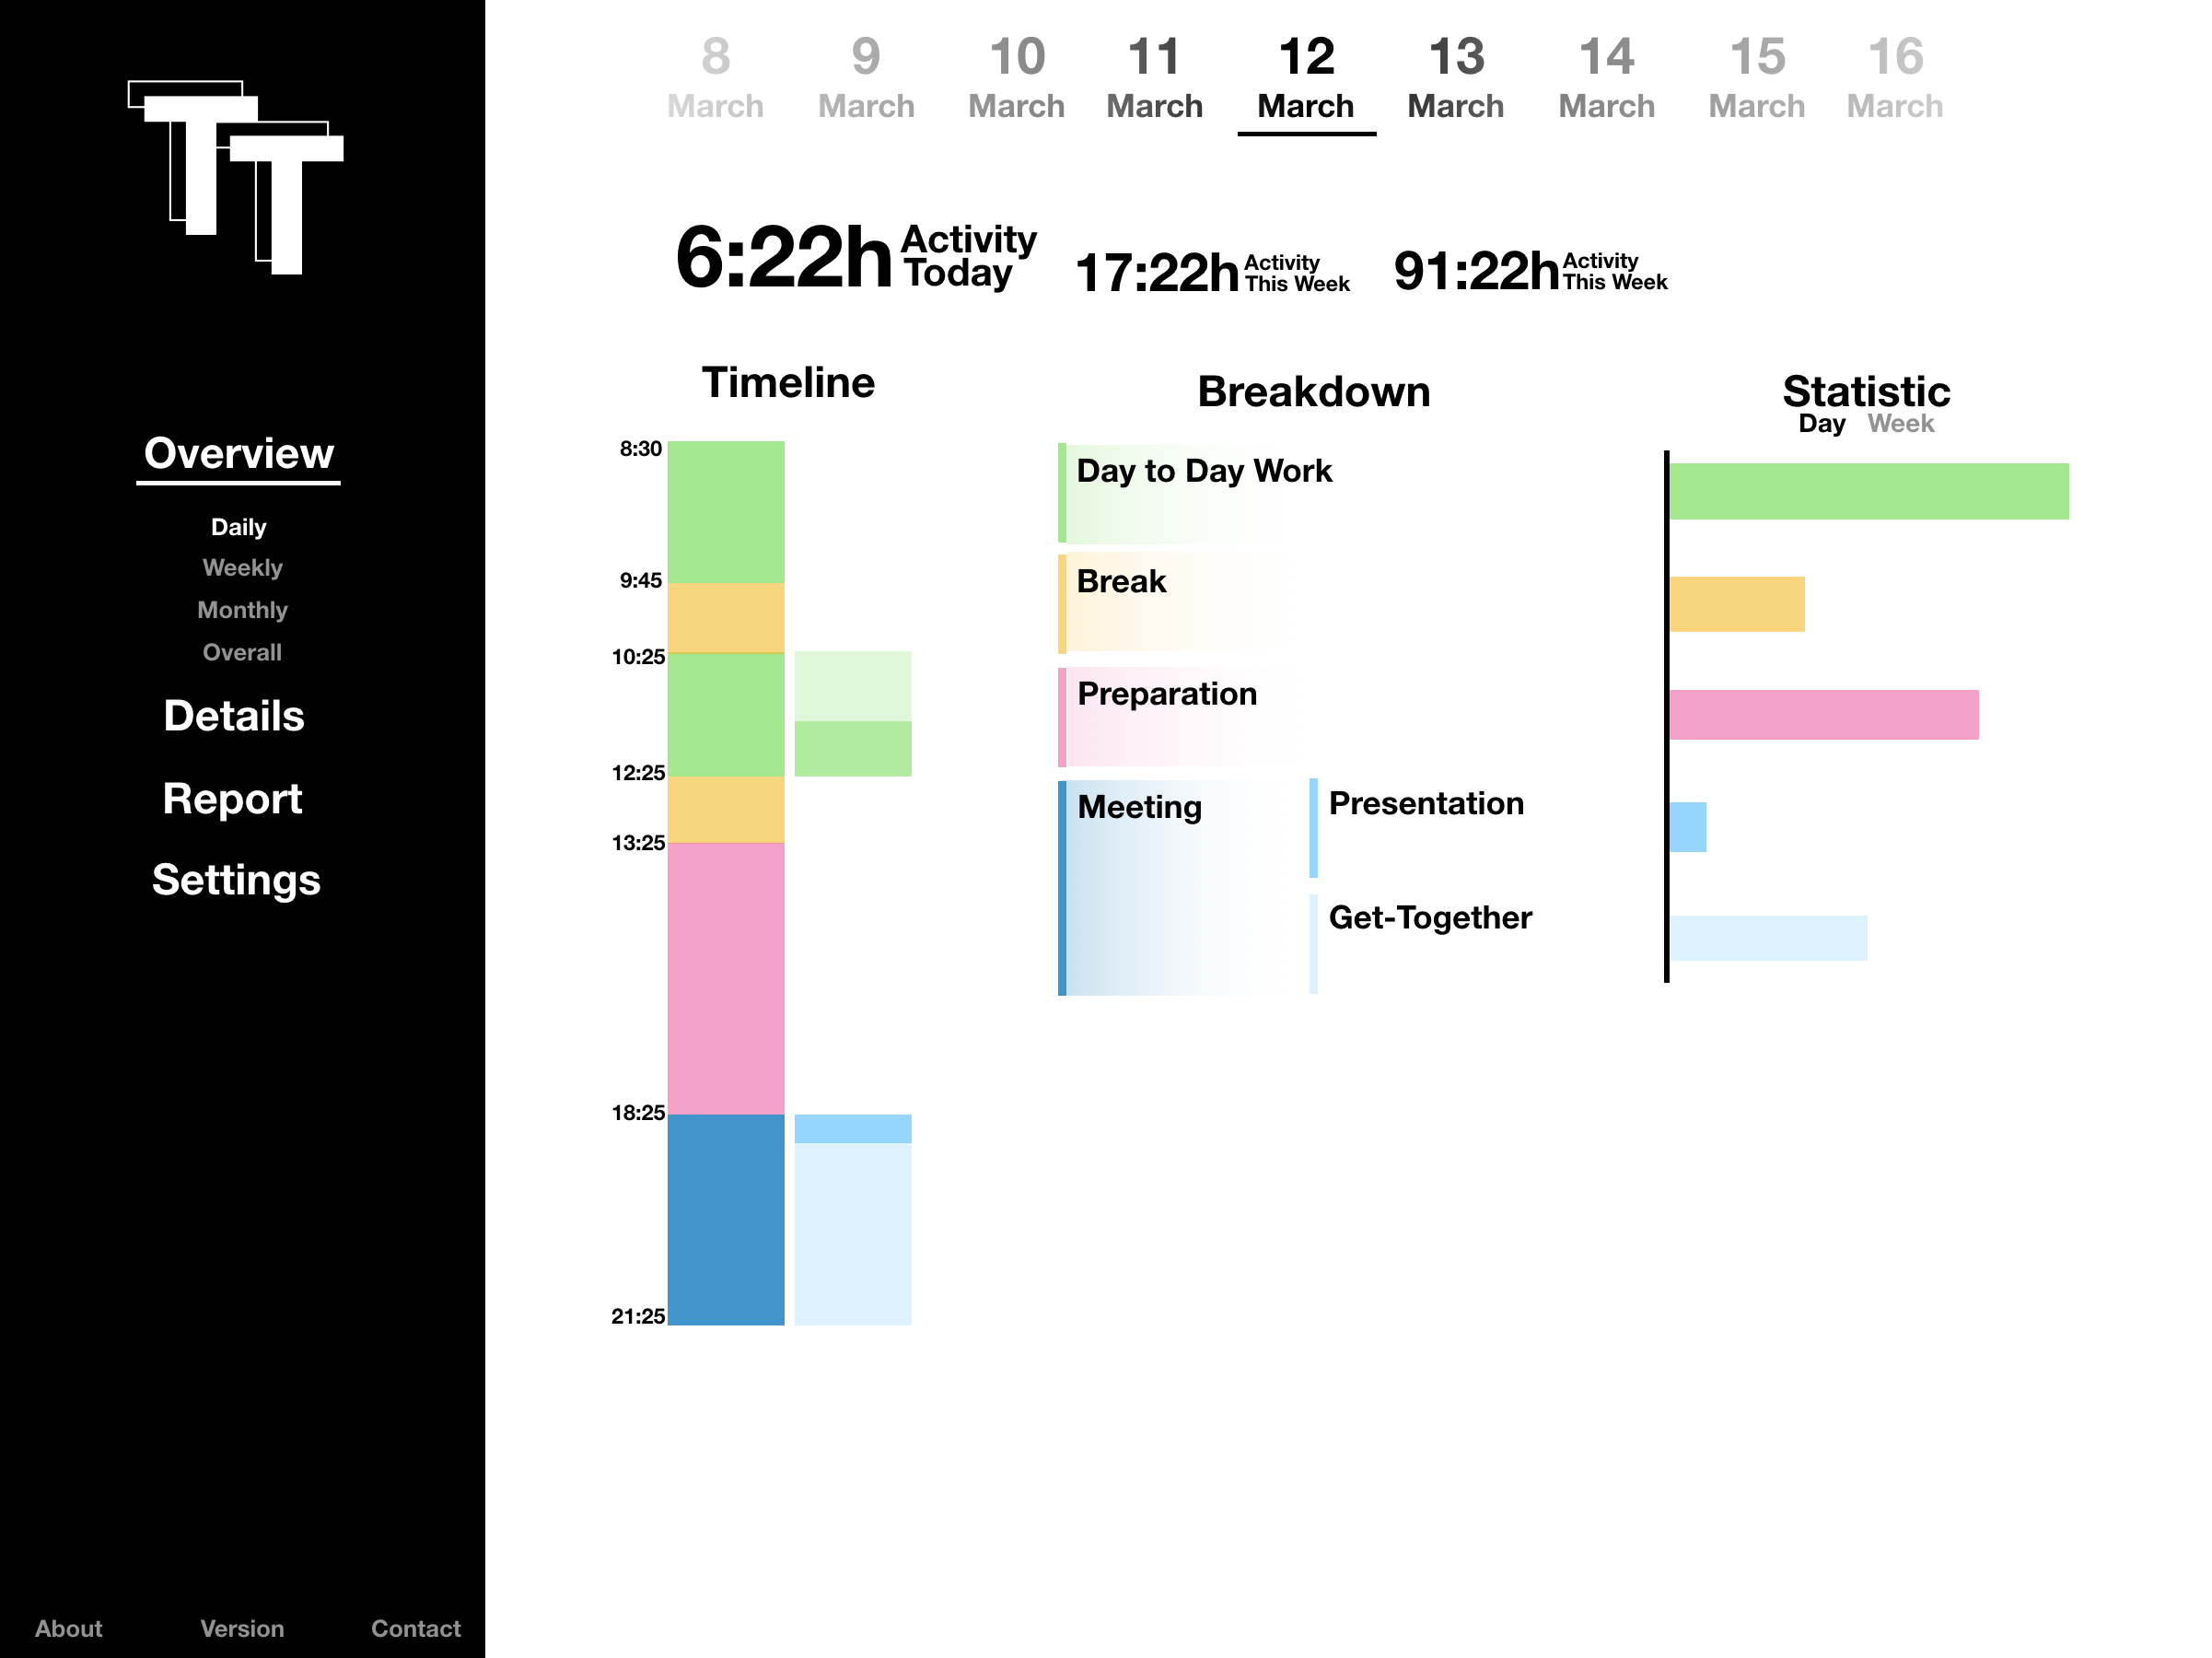 TT
Overview
Daily
Weekly
Monthly
Overall
Details
Report
Settings
About Version Contact
8 9 10 11 12 13 14 15 16
March March March March March March March March March
6:22h Activity Today
17:22h Activity This Week
91:22h Activity This Week
Timeline
8:30
9:45
10:25
12:25
13:25
18:25
21:25
Breakdown
Day to Day Work
Break
Preparation
Meeting
Presentation
Get-Together
Statistic
Day Week